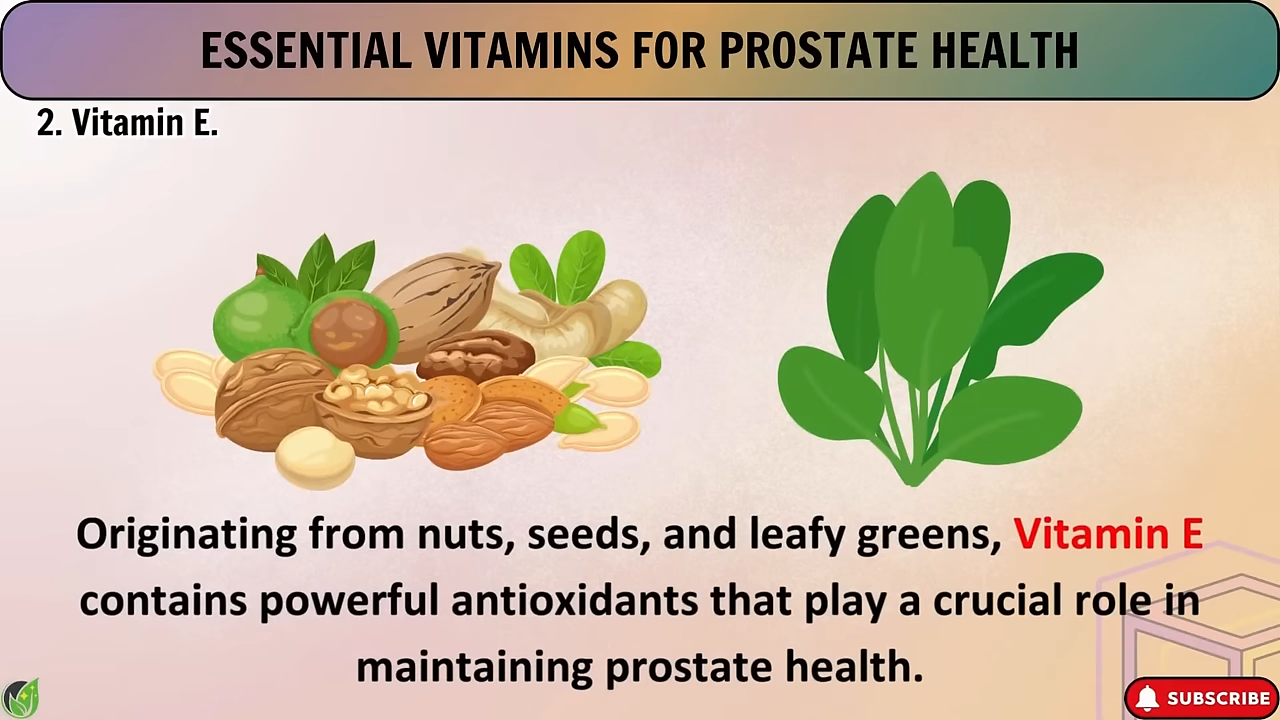 ESSENTIAL VITAMINS FOR PROSTATE HEALTH
2. Vitamin E.
Originating from nuts, seeds, and leafy greens, Vitamin E
contains powerful antioxidants that play a crucial role in
maintaining prostate health.
SUBSCRIBE